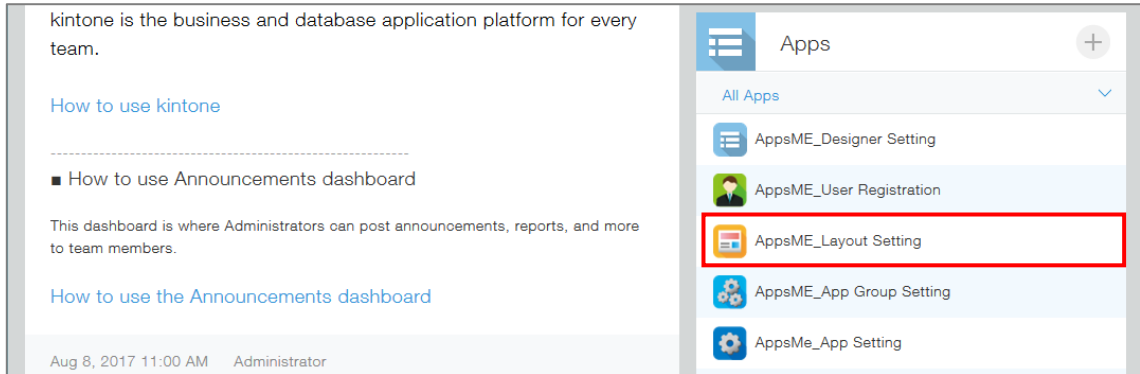 kintone is the business and database application platform for every
team.
How to use kintone
-----------------------------------------------------------
■ How to use Announcements dashboard
This dashboard is where Administrators can post announcements, reports, and more
to team members.
How to use the Announcements dashboard
Aug 8, 2017 11:00 AM Administrator
Apps
All Apps
AppsME_Designer Setting
AppsME_User Registration
AppsME_Layout Setting
AppsME_App Group Setting
AppsMe_App Setting